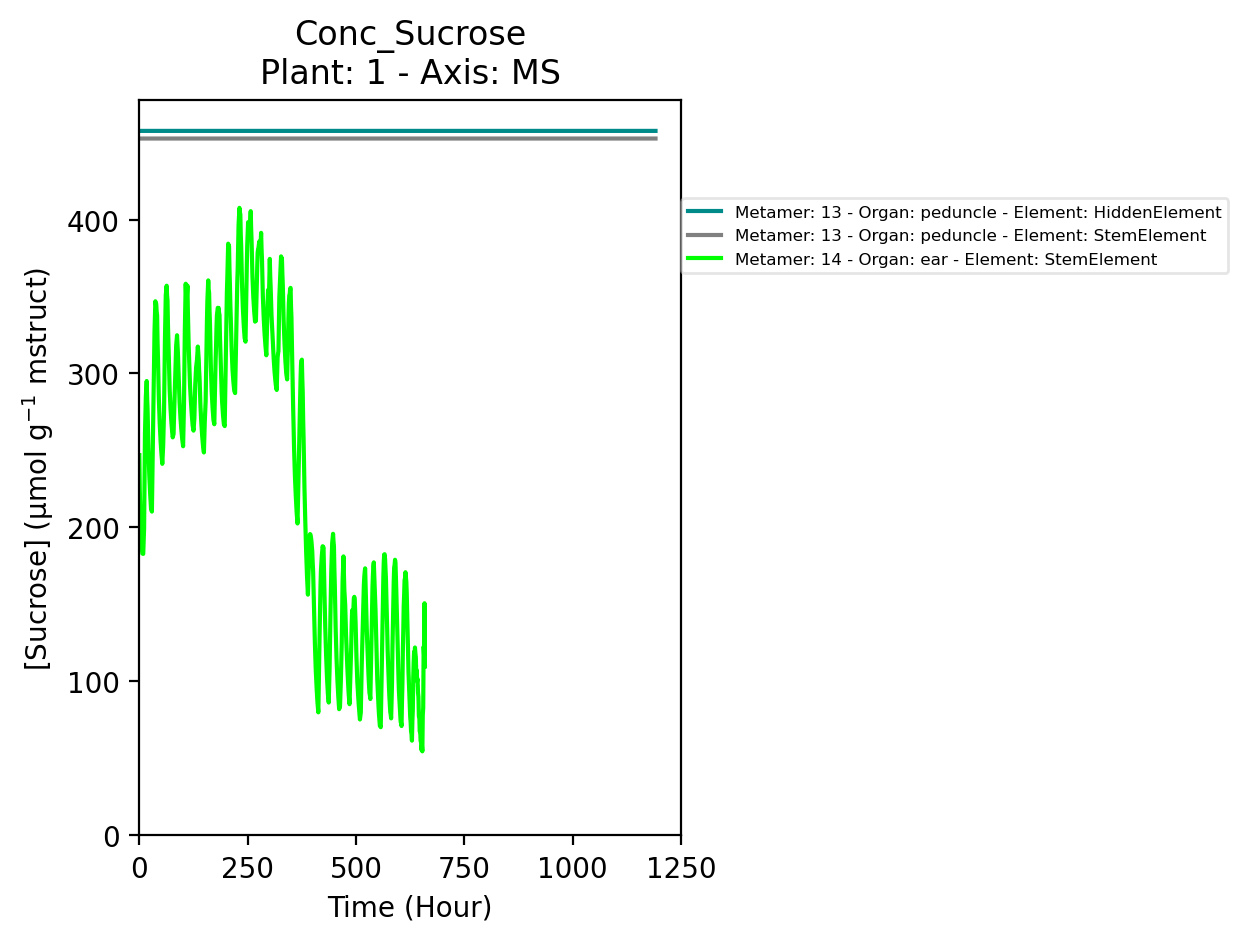 Conc_Sucrose
Plant: 1 - Axis: MS
400
300
200
100
0
[Sucrose] (µmol g⁻¹ mstruct)
0 250 500 750 1000 1250
Time (Hour)
Metamer: 13 - Organ: peduncle - Element: HiddenElement
Metamer: 13 - Organ: peduncle - Element: StemElement
Metamer: 14 - Organ: ear - Element: StemElement